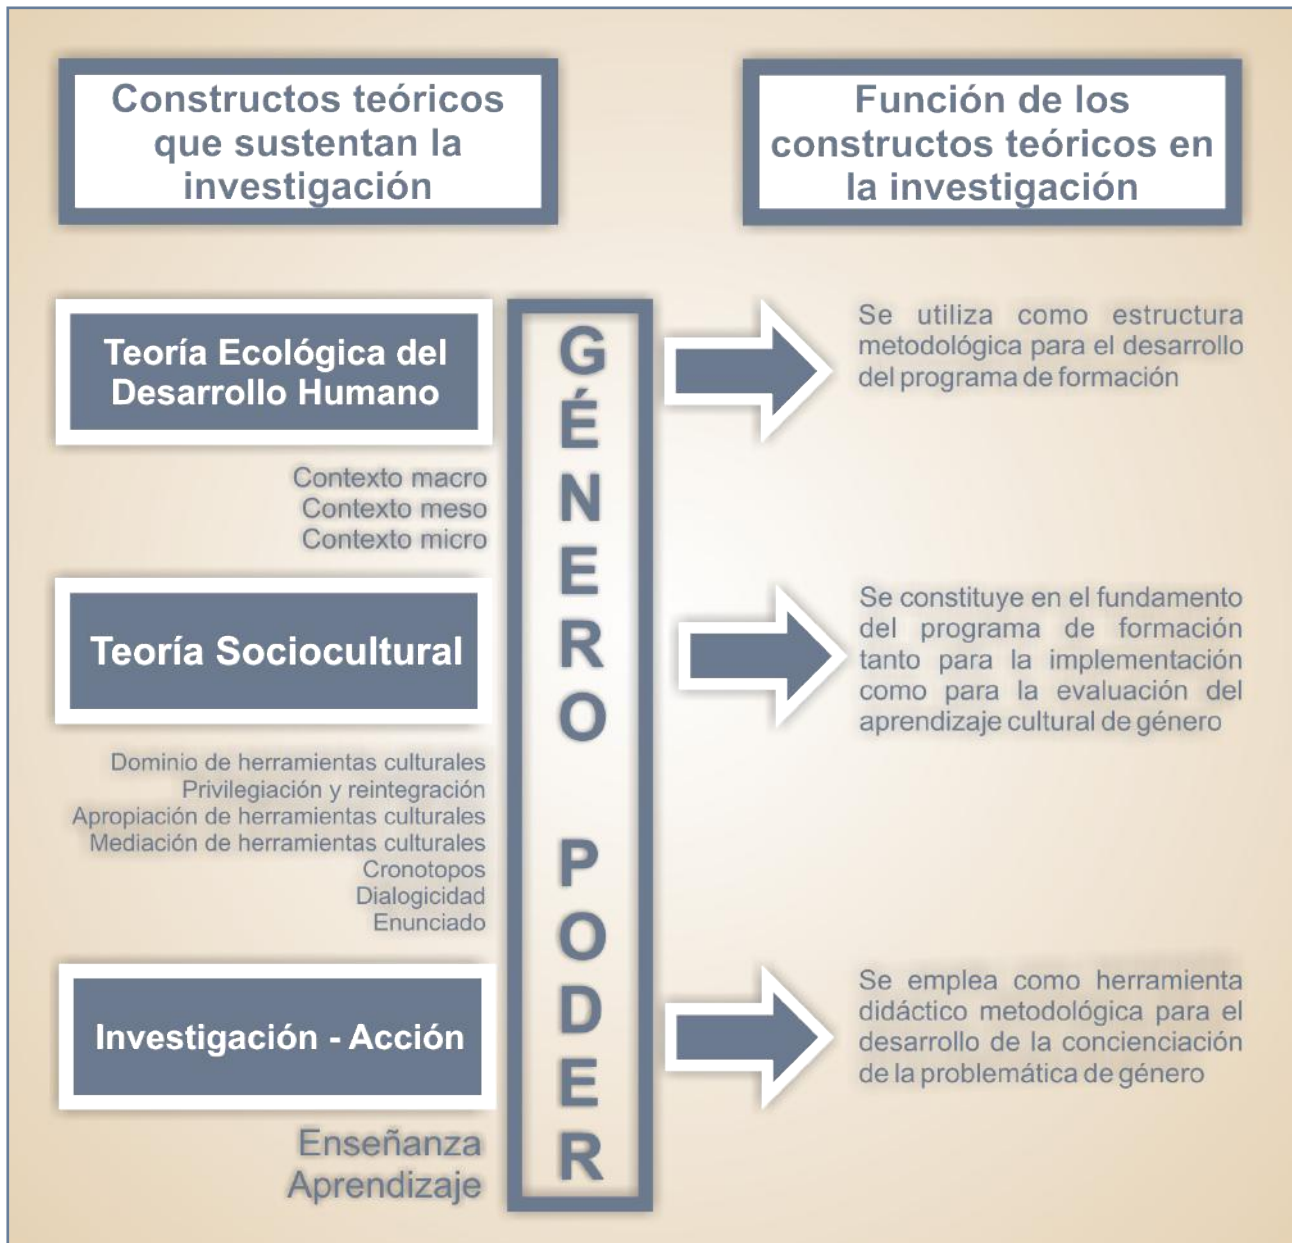 Constructos teóricos
que sustentan la
investigación
Función de los
constructos teóricos en
la investigación
Teoría Ecológica del
Desarrollo Humano
Contexto macro
Contexto meso
Contexto micro
Teoría Sociocultural
Dominio de herramientas culturales
Privilegiación y reintegración
Apropiación de herramientas culturales
Mediación de herramientas culturales
Cronotopos
Dialogicidad
Enunciado
Investigación - Acción
Enseñanza
Aprendizaje
GÉNERO PODER
Se utiliza como estructura
metodológica para el desarrollo
del programa de formación
Se constituye en el fundamento
del programa de formación
tanto para la implementación
como para la evaluación del
aprendizaje cultural de género
Se emplea como herramienta
didáctico metodológica para el
desarrollo de la concienciación
de la problemática de género